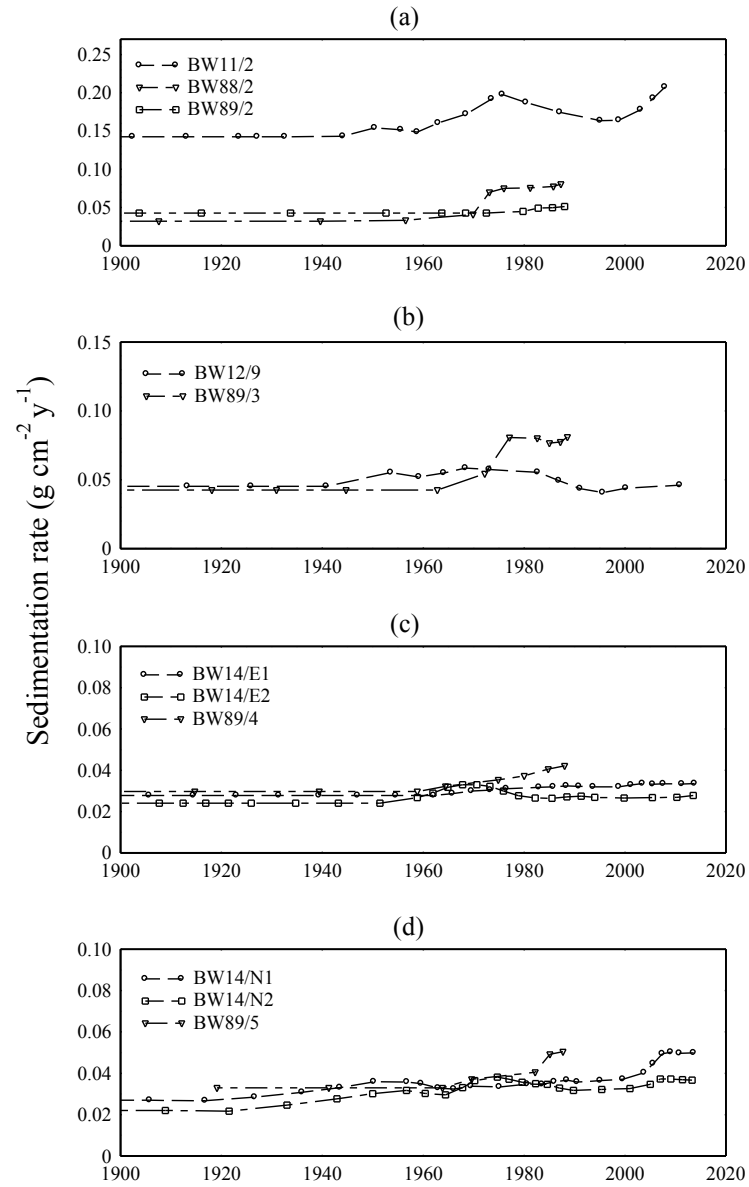 (a)
BW11/2
BW88/2
BW89/2
0.25
0.20
0.15
0.10
0.05
0
1900 1920 1940 1960 1980 2000 2020
(b)
BW12/9
BW89/3
0.15
0.10
0.05
0
1900 1920 1940 1960 1980 2000 2020
Sedimentation rate (g cm⁻² y⁻¹)
(c)
BW14/E1
BW14/E2
BW89/4
0.10
0.08
0.06
0.04
0.02
0
1900 1920 1940 1960 1980 2000 2020
(d)
BW14/N1
BW14/N2
BW89/5
0.10
0.08
0.06
0.04
0.02
0.00
1900 1920 1940 1960 1980 2000 2020